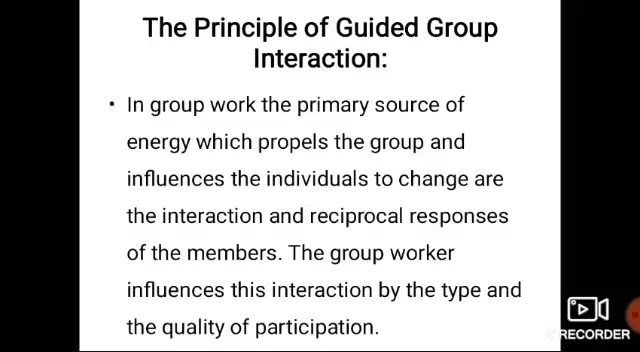 The Principle of Guided Group
Interaction:
• In group work the primary source of
energy which propels the group and
influences the individuals to change are
the interaction and reciprocal responses
of the members. The group worker
influences this interaction by the type and
the quality of participation.
RECORDER